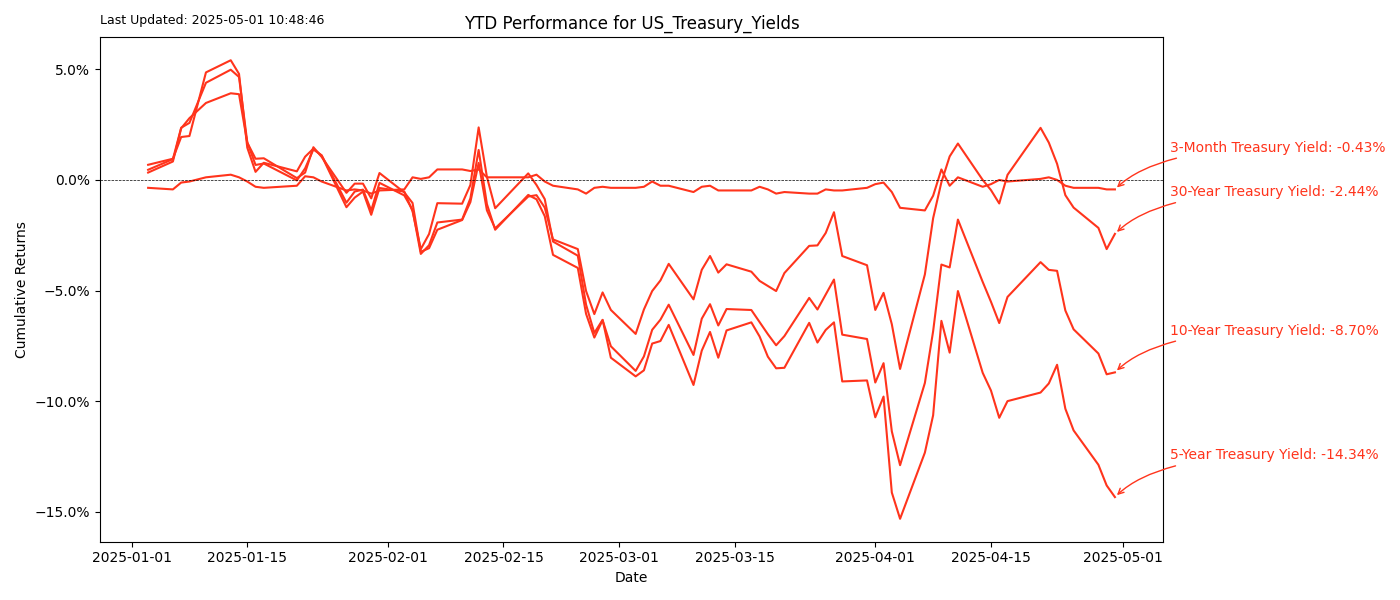 Last Updated: 2025-05-01 10:48:46
YTD Performance for US_Treasury_Yields
Cumulative Returns
5.0%
0.0%
−5.0%
−10.0%
−15.0%
3-Month Treasury Yield: -0.43%
30-Year Treasury Yield: -2.44%
10-Year Treasury Yield: -8.70%
5-Year Treasury Yield: -14.34%
2025-01-01 2025-01-15 2025-02-01 2025-02-15 2025-03-01 2025-03-15 2025-04-01 2025-04-15 2025-05-01
Date